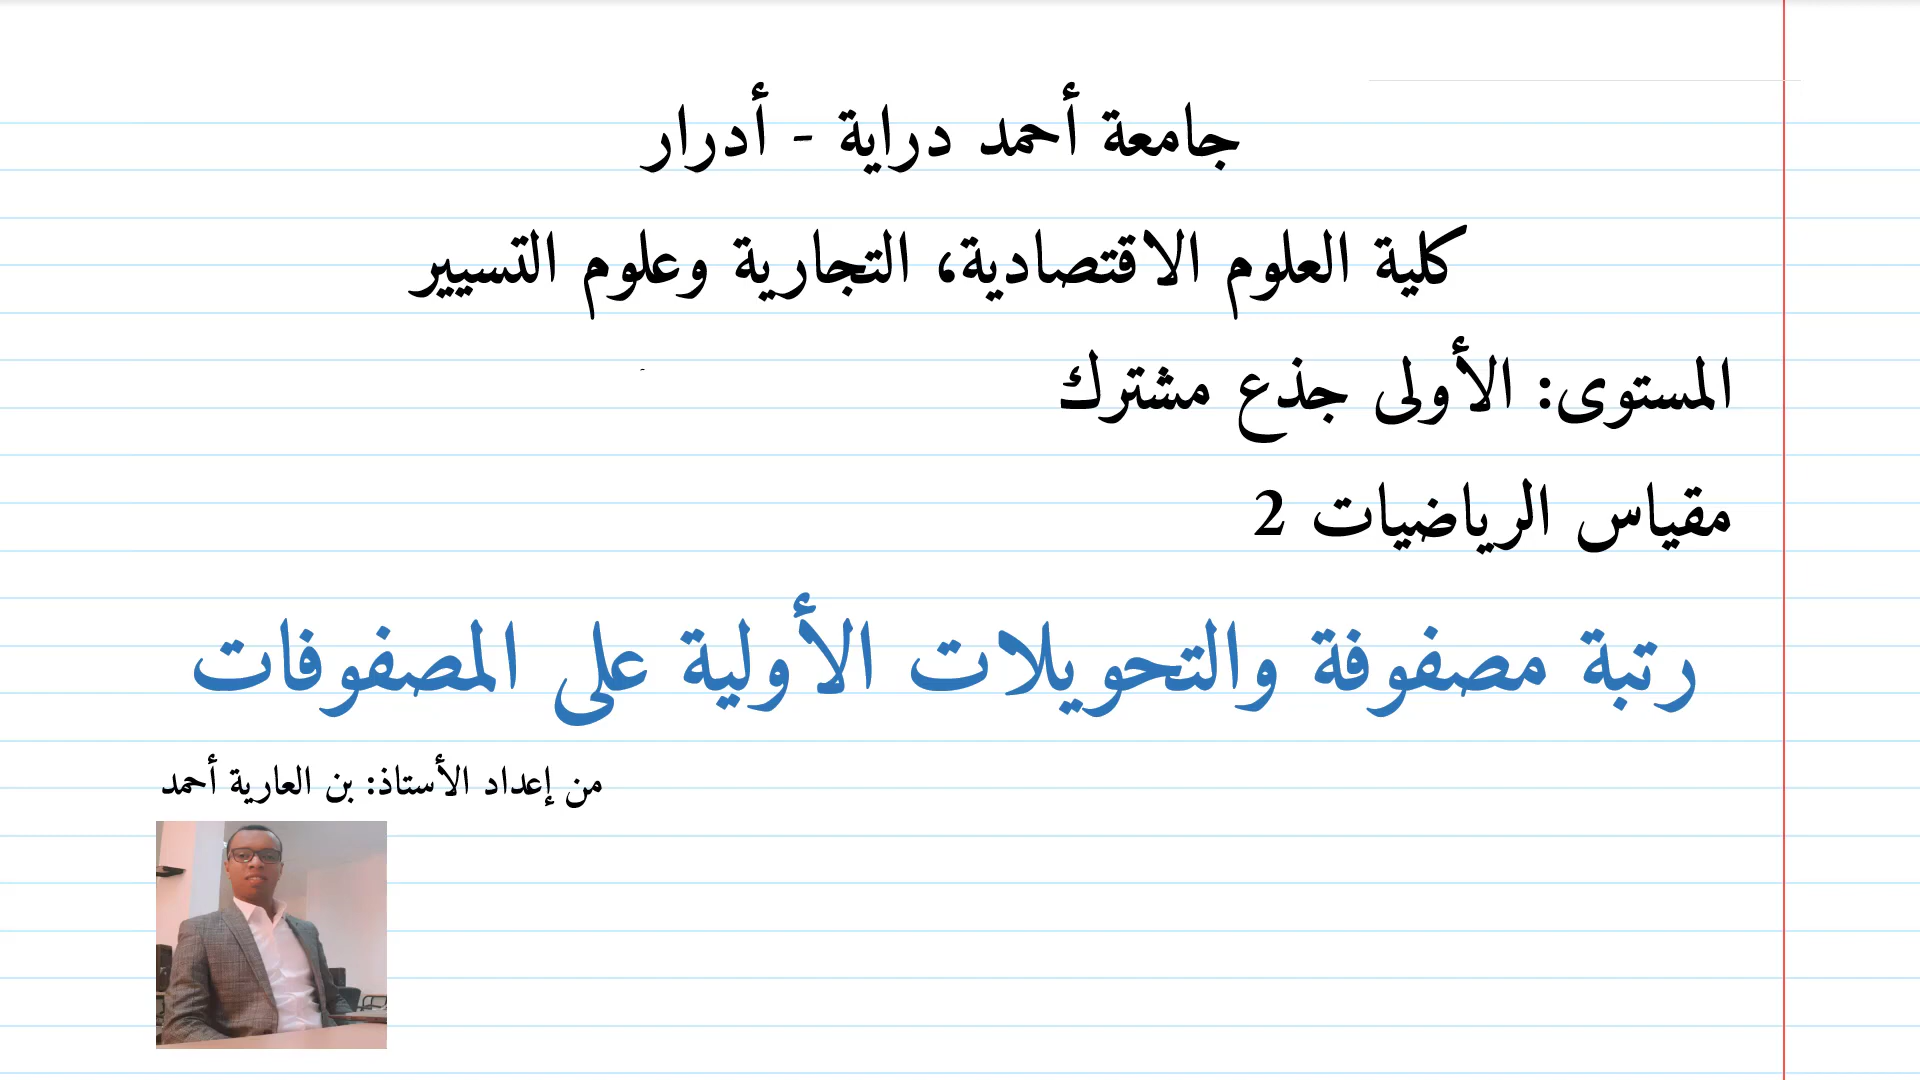 جامعة أحمد دراية - أدرار
كلية العلوم الاقتصادية، التجارية وعلوم التسيير
المستوى: الأولى جذع مشترك
مقياس الرياضيات 2
رتبة مصفوفة والتحويلات الأولية على المصفوفات
من إعداد الأستاذ: بن العارية أحمد